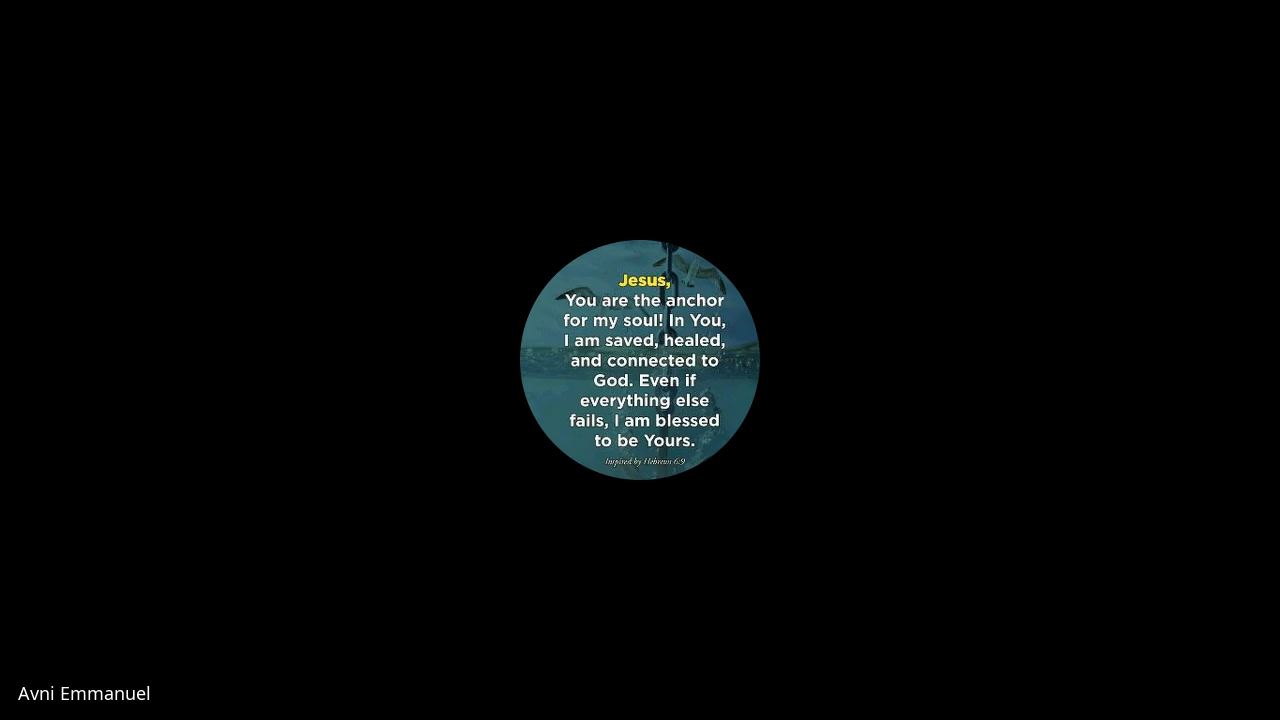 Jesus,
You are the anchor
for my soul! In You,
I am saved, healed,
and connected to
God. Even if
everything else
fails, I am blessed
to be Yours.
Inspired by Hebrews 6:9
Avni Emmanuel